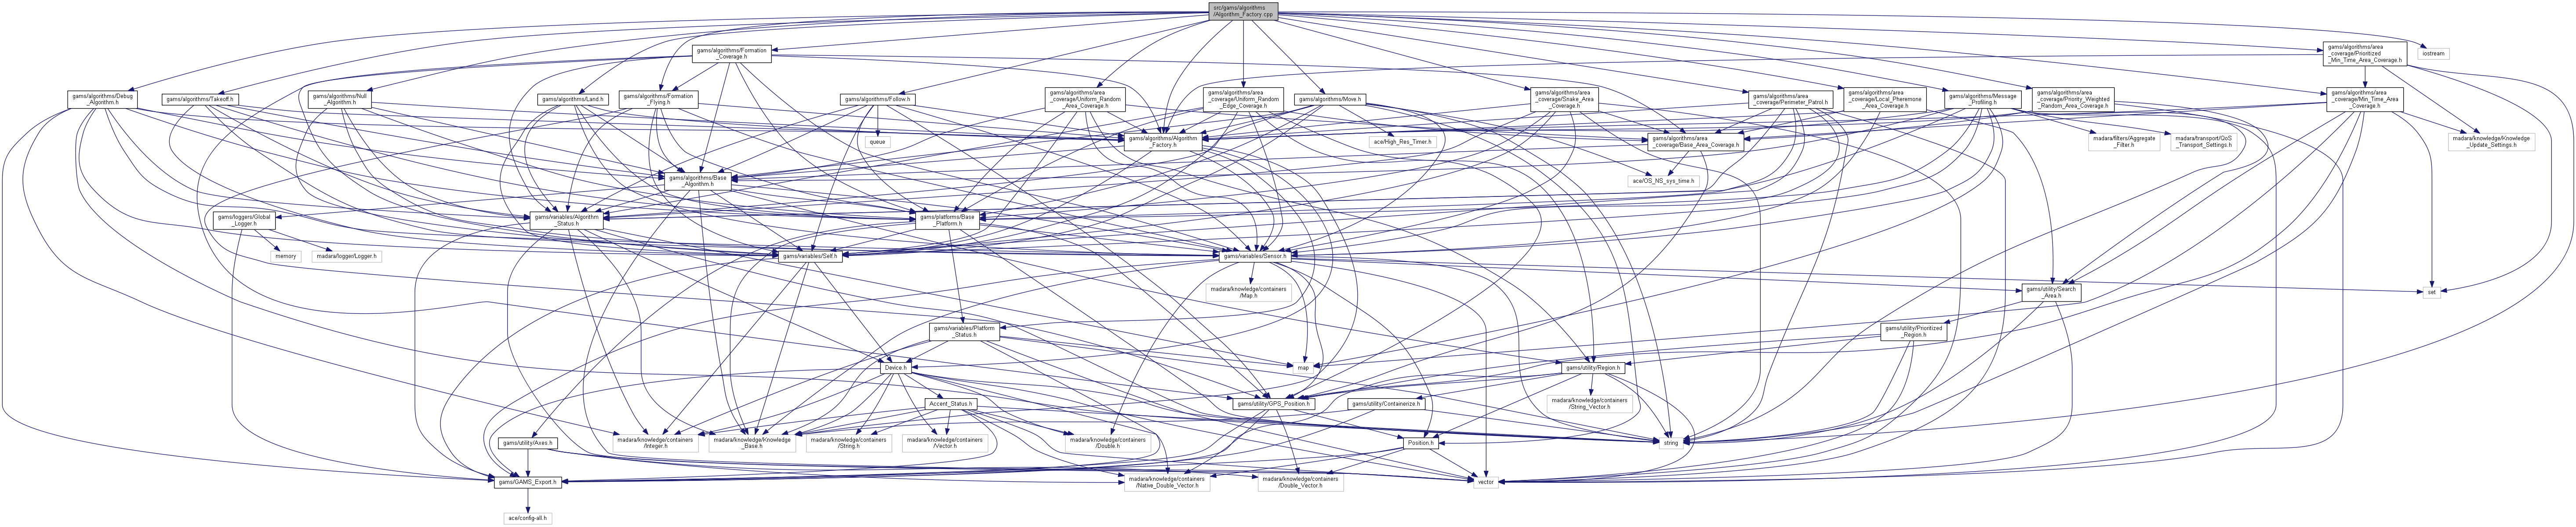 src/gams/algorithms
/Algorithm_Factory.cpp
gams/algorithms/Formation
_Coverage.h
gams/algorithms/area
_coverage/Prioritized
_Min_Time_Area_Coverage.h
iostream
gams/algorithms/Debug
_Algorithm.h
gams/algorithms/Takeoff.h
gams/algorithms/Null
_Algorithm.h
gams/algorithms/Land.h
gams/algorithms/Formation
_Flying.h
gams/algorithms/Follow.h
gams/algorithms/area
_coverage/Uniform_Random
_Area_Coverage.h
gams/algorithms/area
_coverage/Uniform_Random
_Edge_Coverage.h
gams/algorithms/Move.h
gams/algorithms/area
_coverage/Snake_Area
_Coverage.h
gams/algorithms/area
_coverage/Perimeter_Patrol.h
gams/algorithms/area
_coverage/Local_Pheremone
_Area_Coverage.h
gams/algorithms/Message
_Profiling.h
gams/algorithms/area
_coverage/Priority_Weighted
_Random_Area_Coverage.h
gams/algorithms/area
_coverage/Min_Time_Area
_Coverage.h
queue
gams/algorithms/Algorithm
_Factory.h
ace/High_Res_Timer.h
gams/algorithms/area
_coverage/Base_Area_Coverage.h
madara/filters/Aggregate
_Filter.h
madara/transport/QoS
_Transport_Settings.h
madara/knowledge/Knowledge
_Update_Settings.h
gams/algorithms/Base
_Algorithm.h
ace/OS_NS_sys_time.h
gams/loggers/Global
_Logger.h
gams/variables/Algorithm
_Status.h
gams/platforms/Base
_Platform.h
memory
madara/logger/Logger.h
gams/variables/Self.h
gams/variables/Sensor.h
madara/knowledge/containers
/Map.h
gams/utility/Search
_Area.h
set
gams/variables/Platform
_Status.h
gams/utility/Prioritized
_Region.h
Device.h
map
gams/utility/Region.h
Accent_Status.h
gams/utility/GPS_Position.h
gams/utility/Containerize.h
madara/knowledge/containers
/String_Vector.h
gams/utility/Axes.h
madara/knowledge/containers
/Integer.h
madara/knowledge/Knowledge
_Base.h
madara/knowledge/containers
/String.h
madara/knowledge/containers
/Vector.h
madara/knowledge/containers
/Double.h
Position.h
string
gams/GAMS_Export.h
madara/knowledge/containers
/Native_Double_Vector.h
madara/knowledge/containers
/Double_Vector.h
vector
ace/config-all.h